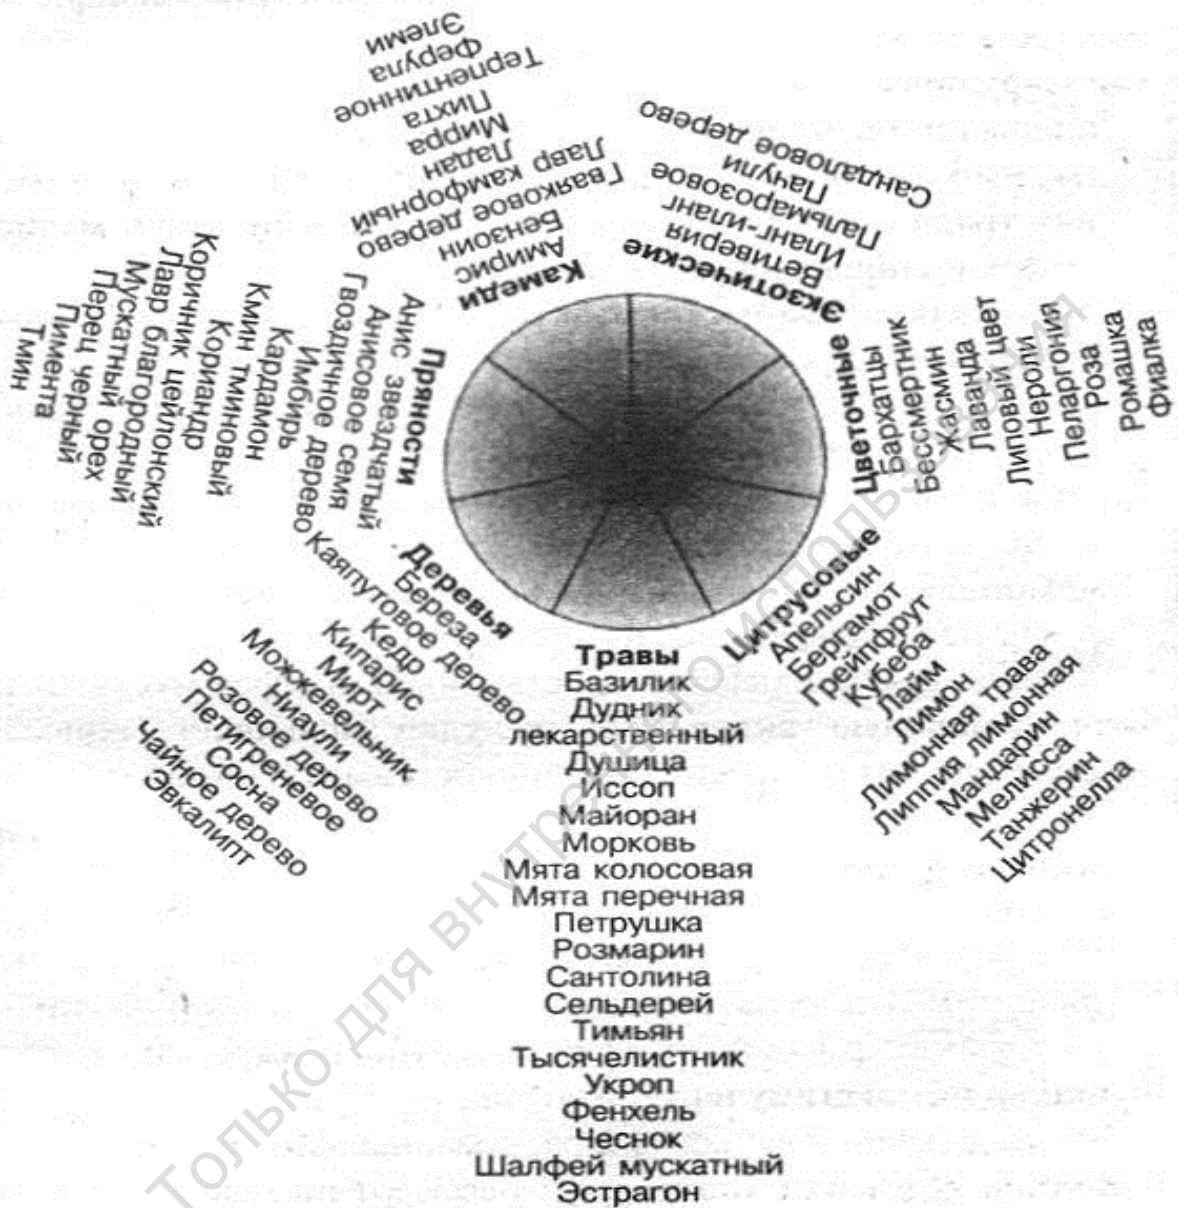 Камеди
Амирис
Бензоин
Гваяковое дерево
Лавр камфорный
Ладан
Мирра
Пихта
Терпентинное
Ферула
Элеми
Экзотические
Ветиверия
Иланг-иланг
Пальмарозовое
Пачули
Сандаловое дерево
Цветочные
Бархатцы
Бессмертник
Жасмин
Лаванда
Липовый цвет
Нероли
Пеларгония
Роза
Ромашка
Фиалка
Цитрусовые
Апельсин
Бергамот
Грейпфрут
Кубеба
Лайм
Лимон
Лимонная трава
Липпия лимонная
Мандарин
Мелисса
Танжерин
Цитронелла
Травы
Базилик
Дудник
лекарственный
Душица
Иссоп
Майоран
Морковь
Мята колосовая
Мята перечная
Петрушка
Розмарин
Сантолина
Сельдерей
Тимьян
Тысячелистник
Укроп
Фенхель
Чеснок
Шалфей мускатный
Эстрагон
Деревья
Береза
Каяпутовое дерево
Кедр
Кипарис
Мирт
Можжевельник
Ниаули
Розовое дерево
Петигреневое
Сосна
Чайное дерево
Эвкалипт
Пряности
Анис звездчатый
Анисовое семя
Гвоздичное дерево
Имбирь
Кардамон
Кмин тминовый
Кориандр
Коричник цейлонский
Лавр благородный
Мускатный орех
Перец черный
Пимента
Тмин
Только для внутреннего использования